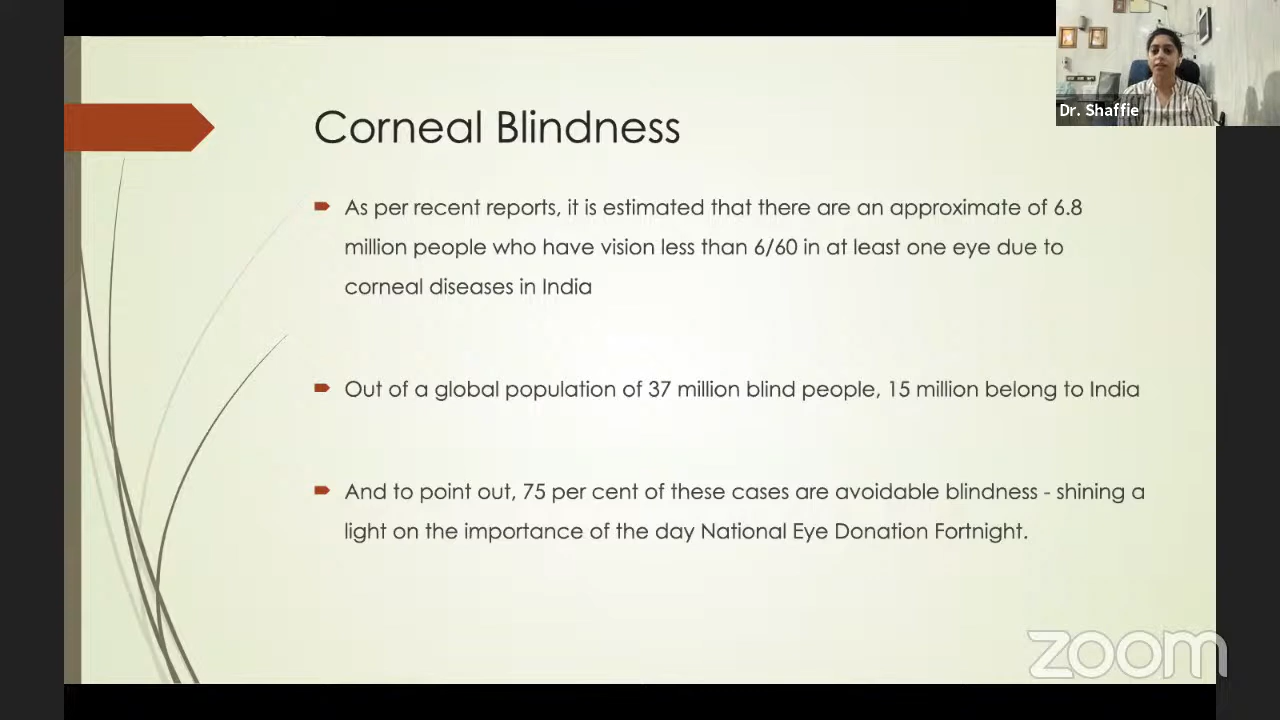 Dr. Shaffie
Corneal Blindness
As per recent reports, it is estimated that there are an approximate of 6.8
million people who have vision less than 6/60 in at least one eye due to
corneal diseases in India
Out of a global population of 37 million blind people, 15 million belong to India
And to point out, 75 per cent of these cases are avoidable blindness - shining a
light on the importance of the day National Eye Donation Fortnight.
zoom